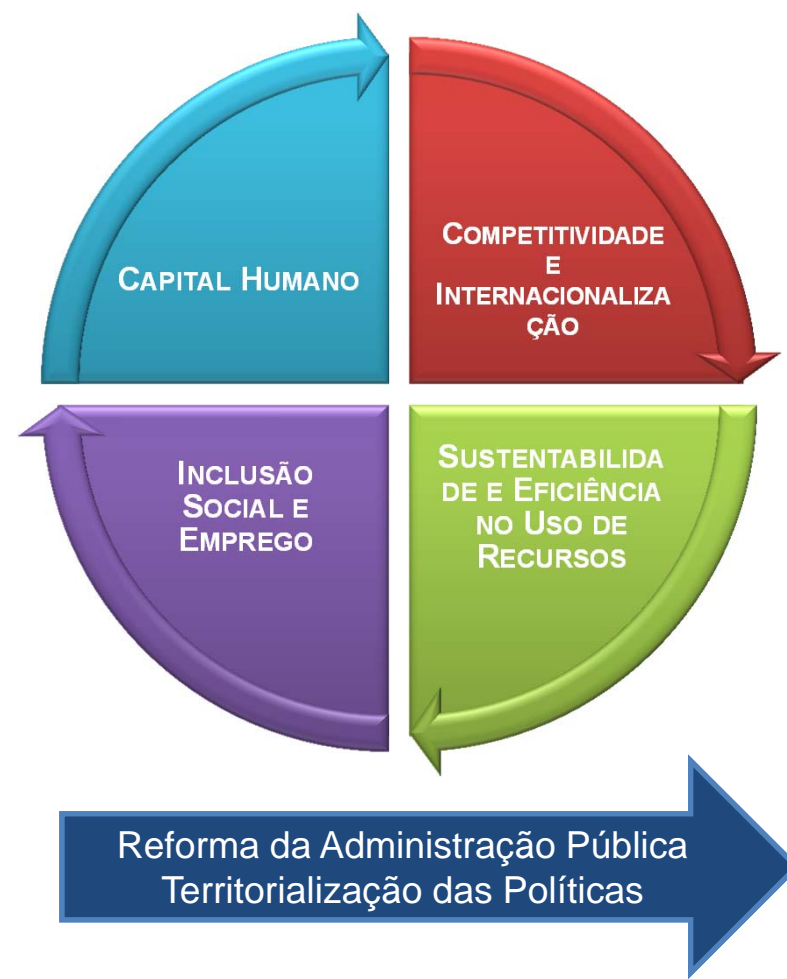 CAPITAL HUMANO
COMPETITIVIDADE
E
INTERNACIONALIZA
ÇÃO
INCLUSÃO
SOCIAL E
EMPREGO
SUSTENTABILIDA
DE E EFICIÊNCIA
NO USO DE
RECURSOS
Reforma da Administração Pública
Territorialização das Políticas